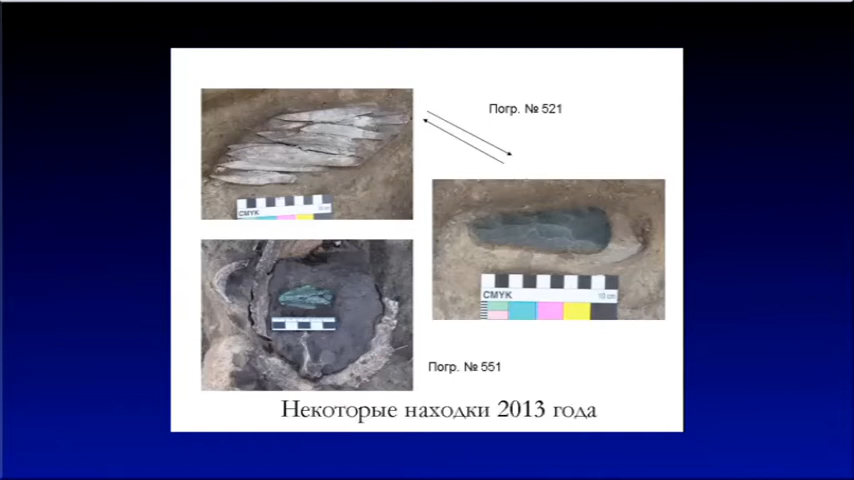 Погр. № 521
CMYK
CMYK
10 cm
Погр. № 551
Некоторые находки 2013 года